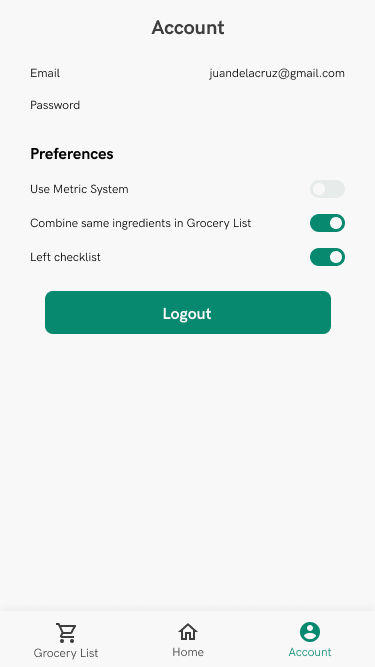 Account
Email juandelacruz@gmail.com
Password
Preferences
Use Metric System
Combine same ingredients in Grocery List
Left checklist
Logout
Grocery List Home Account